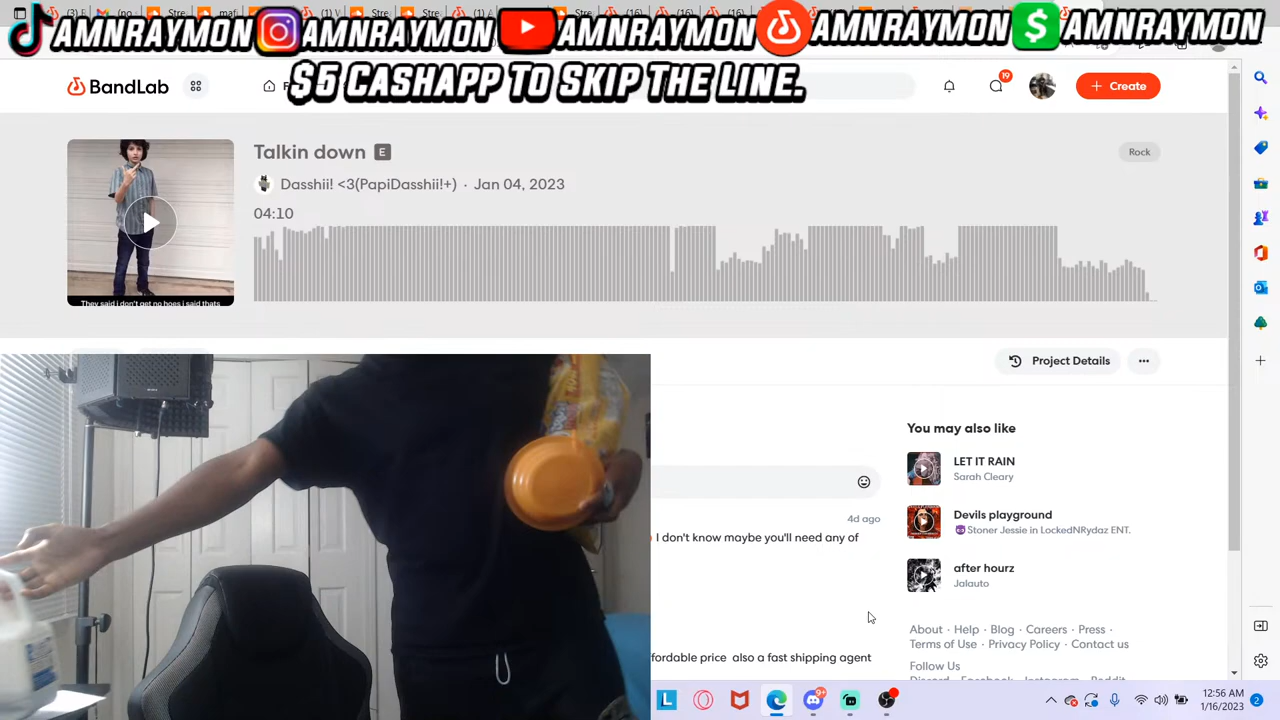 AMNRAYMON AMNRAYMON AMNRAYMON AMNRAYMON AMNRAYMON
$5 CASHAPP TO SKIP THE LINE.
BandLab
19
Create
Talkin down E
Rock
Dasshii! <3(PapiDasshii!+) · Jan 04, 2023
04:10
They said i don't get no hoes i said thats
Project Details
You may also like
LET IT RAIN
Sarah Cleary
Devils playground
Stoner Jessie in LockedNRydaz ENT.
after hourz
Jalauto
4d ago
I don't know maybe you'll need any of
fordable price also a fast shipping agent
About · Help · Blog · Careers · Press ·
Terms of Use · Privacy Policy · Contact us
Follow Us
12:56 AM
1/16/2023
2